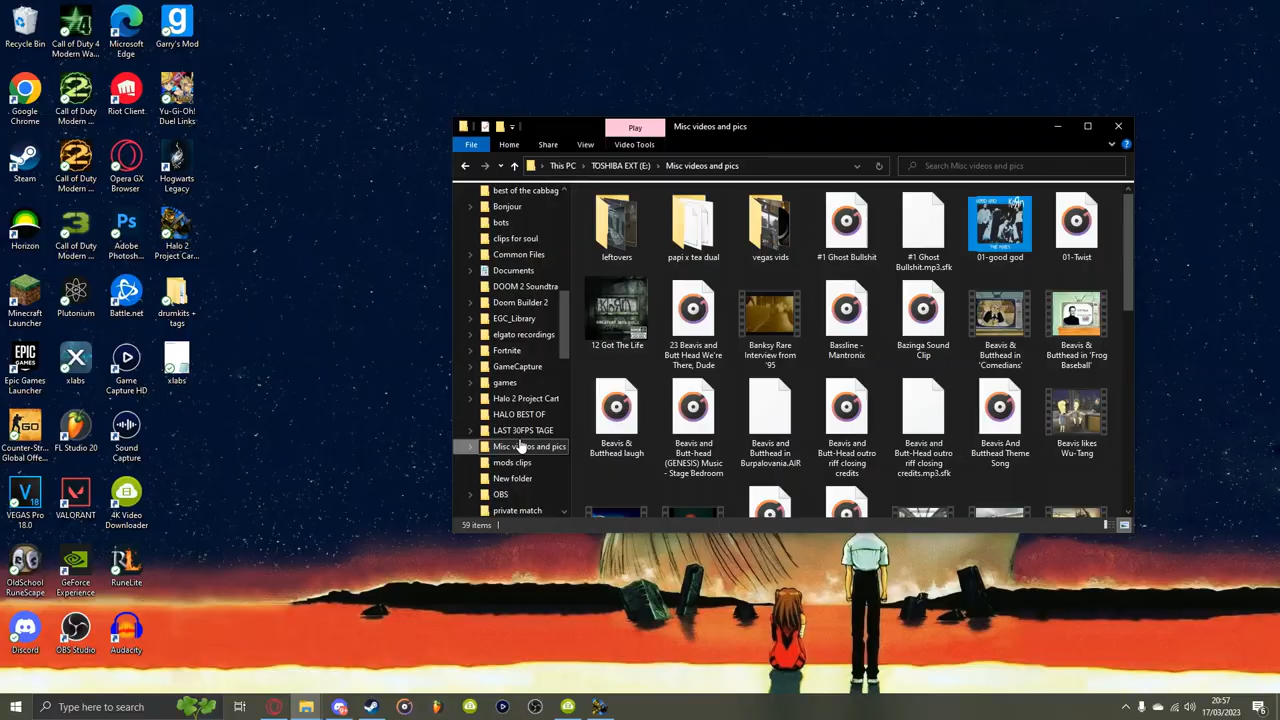 Recycle Bin
Call of Duty 4
Modern Wa...
Microsoft
Edge
Garry's Mod
Google
Chrome
Call of Duty
Modern ...
Riot Client
Yu-Gi-Oh!
Duel Links
Steam
Call of Duty
Modern ...
Opera GX
Browser
Hogwarts
Legacy
Horizon
Call of Duty:
Modern ...
Adobe
Photosh...
Halo 2
Project Car...
Minecraft
Launcher
Plutonium
Battle.net
drumkits +
tags
Epic Games
Launcher
xlabs
Game
Capture HD
xlabs
Counter-Str...
Global Offe...
FL Studio 20
Sound
Capture
VEGAS Pro
18.0
VALORANT
4K Video
Downloader
OldSchool
RuneScape
GeForce
Experience
RuneLite
Discord
OBS Studio
Audacity
Play
Misc videos and pics
File
Home
Share
View
Video Tools
This PC
TOSHIBA EXT (E:)
Misc videos and pics
Search Misc videos and pics
best of the cabbag
Bonjour
bots
clips for soul
Common Files
Documents
DOOM 2 Soundtra
Doom Builder 2
EGC_Library
elgato recordings
Fortnite
GameCapture
games
Halo 2 Project Cart
HALO BEST OF
LAST 30FPS TAGE
Misc videos and pics
mods clips
New folder
OBS
private match
leftovers
papi x tea dual
vegas vids
#1 Ghost Bullshit
#1 Ghost
Bullshit.mp3.sfk
01-good god
01-Twist
12 Got The Life
23 Beavis and
Butt Head We're
There, Dude
Banksy Rare
Interview from
'95
Bassline -
Mantronix
Bazinga Sound
Clip
Beavis &
Butthead in
'Comedians'
Beavis &
Butthead in 'Frog
Baseball'
Beavis &
Butthead laugh
Beavis and
Butt-head
(GENESIS) Music
- Stage Bedroom
Beavis and
Butthead in
Burpalovania.AIR
Beavis and
Butt-Head outro
riff closing
credits
Beavis and
Butt-Head outro
riff closing
credits.mp3.sfk
Beavis And
Butthead Theme
Song
Beavis likes
Wu-Tang
59 items
Type here to search
20:57
17/03/2023
6